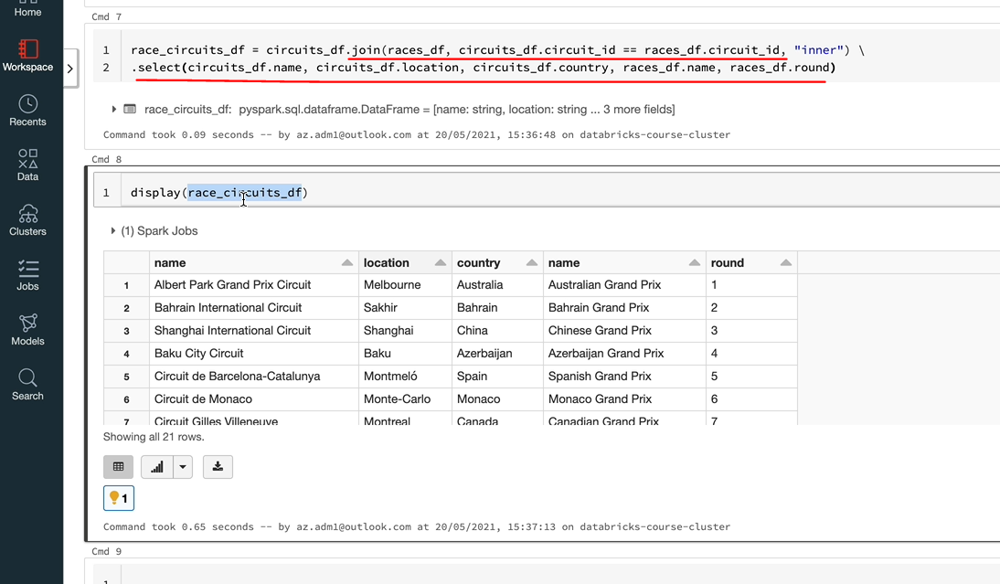 Home
Workspace
Recents
Data
Clusters
Jobs
Models
Search
Cmd 7
1 race_circuits_df = circuits_df.join(races_df, circuits_df.circuit_id == races_df.circuit_id, "inner") \
2 .select(circuits_df.name, circuits_df.location, circuits_df.country, races_df.name, races_df.round)
race_circuits_df: pyspark.sql.dataframe.DataFrame = [name: string, location: string ... 3 more fields]
Command took 0.09 seconds -- by az.adm1@outlook.com at 20/05/2021, 15:36:48 on databricks-course-cluster
Cmd 8
1 display(race_circuits_df)
(1) Spark Jobs
name location country name round
1 Albert Park Grand Prix Circuit Melbourne Australia Australian Grand Prix 1
2 Bahrain International Circuit Sakhir Bahrain Bahrain Grand Prix 2
3 Shanghai International Circuit Shanghai China Chinese Grand Prix 3
4 Baku City Circuit Baku Azerbaijan Azerbaijan Grand Prix 4
5 Circuit de Barcelona-Catalunya Montmeló Spain Spanish Grand Prix 5
6 Circuit de Monaco Monte-Carlo Monaco Monaco Grand Prix 6
7 Circuit Gilles Villeneuve Montreal Canada Canadian Grand Prix 7
Showing all 21 rows.
1
Command took 0.65 seconds -- by az.adm1@outlook.com at 20/05/2021, 15:37:13 on databricks-course-cluster
Cmd 9
1